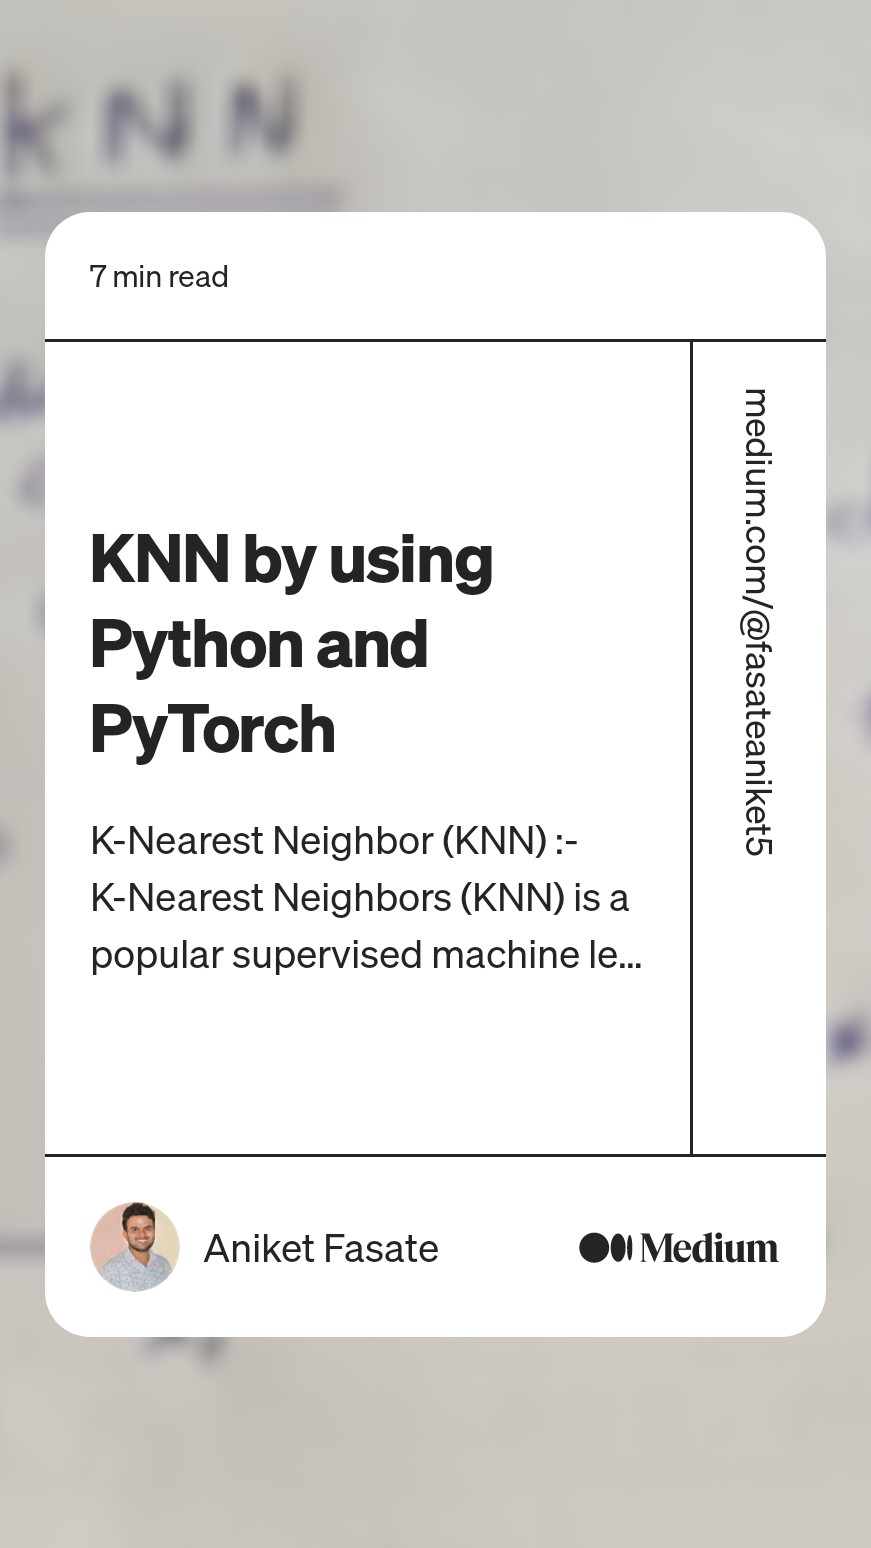 KNN
7 min read
KNN by using
Python and
PyTorch
K-Nearest Neighbor (KNN) :-
K-Nearest Neighbors (KNN) is a
popular supervised machine le...
medium.com/@fasateaniket5
Aniket Fasate
Medium